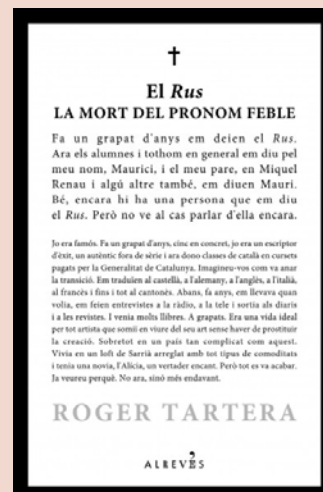 El Rus
LA MORT DEL PRONOM FEBLE
Fa un grapat d'anys em deien el Rus.
Ara els alumnes i tothom en general em diu pel
meu nom, Maurici, i el meu pare, en Miquel
Renau i algú altre també, em diuen Mauri.
Bé, encara hi ha una persona que em diu
el Rus. Però no ve al cas parlar d'ella encara.
Jo era famós. Fa un grapat d'anys, cinc en concret, jo era un escriptor
d'èxit, un autèntic fora de sèrie i ara dono classes de català en cursets
pagats per la Generalitat de Catalunya. Imagineu-vos com va anar
la transició. Em traduïen al castellà, a l'alemany, a l'anglès, a l'italià,
al francès i fins i tot al cantonès. Abans, fa anys, em llevava quan
volia, em feien entrevistes a la ràdio, a la tele i sortia als diaris
i a les revistes. I venia molts llibres. A grapats. Era una vida ideal
per tot artista que somiï en viure del seu art sense haver de prostituir
la creació. Sobretot en un país tan complicat com aquest.
Vivia en un loft de Sarrià arreglat amb tot tipus de comoditats
i tenia una novia, l'Alícia, un vertader encant. Però tot es va acabar.
Ja veureu perquè. No ara, sinó més endavant.
ROGER TARTERA
ALREVÉS